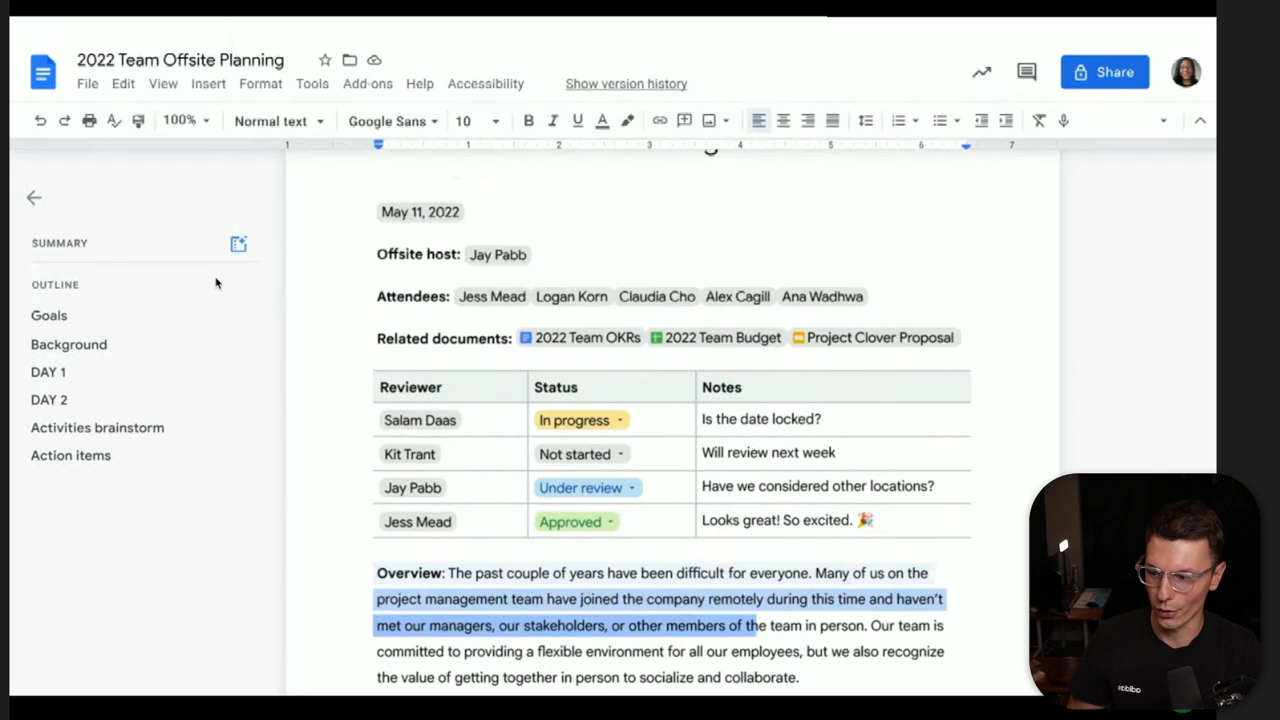 2022 Team Offsite Planning
File Edit View Insert Format Tools Add-ons Help Accessibility Show version history
Share
100% Normal text Google Sans 10 B I U A
1 1 2 3 4 5 6 7
SUMMARY
OUTLINE
Goals
Background
DAY 1
DAY 2
Activities brainstorm
Action items
May 11, 2022
Offsite host: Jay Pabb
Attendees: Jess Mead Logan Korn Claudia Cho Alex Cagill Ana Wadhwa
Related documents: 2022 Team OKRs 2022 Team Budget Project Clover Proposal
Reviewer Status Notes
Salam Daas In progress Is the date locked?
Kit Trant Not started Will review next week
Jay Pabb Under review Have we considered other locations?
Jess Mead Approved Looks great! So excited. 🎉
Overview: The past couple of years have been difficult for everyone. Many of us on the
project management team have joined the company remotely during this time and haven't
met our managers, our stakeholders, or other members of the team in person. Our team is
committed to providing a flexible environment for all our employees, but we also recognize
the value of getting together in person to socialize and collaborate.